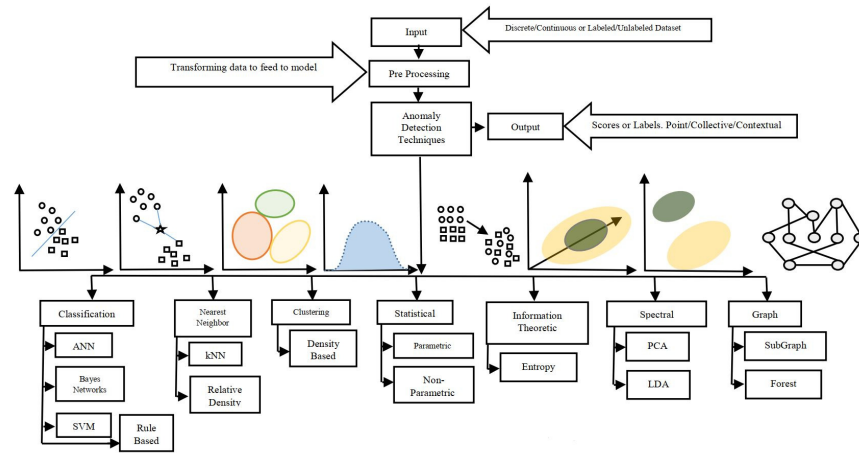 Input
Discrete/Continuous or Labeled/Unlabeled Dataset
Transforming data to feed to model
Pre Processing
Anomaly
Detection
Techniques
Output
Scores or Labels. Point/Collective/Contextual
Classification
Nearest
Neighbor
Clustering
Statistical
Information
Theoretic
Spectral
Graph
ANN
Bayes
Networks
SVM
Rule
Based
kNN
Relative
Density
Density
Based
Parametric
Non-
Parametric
Entropy
PCA
LDA
SubGraph
Forest